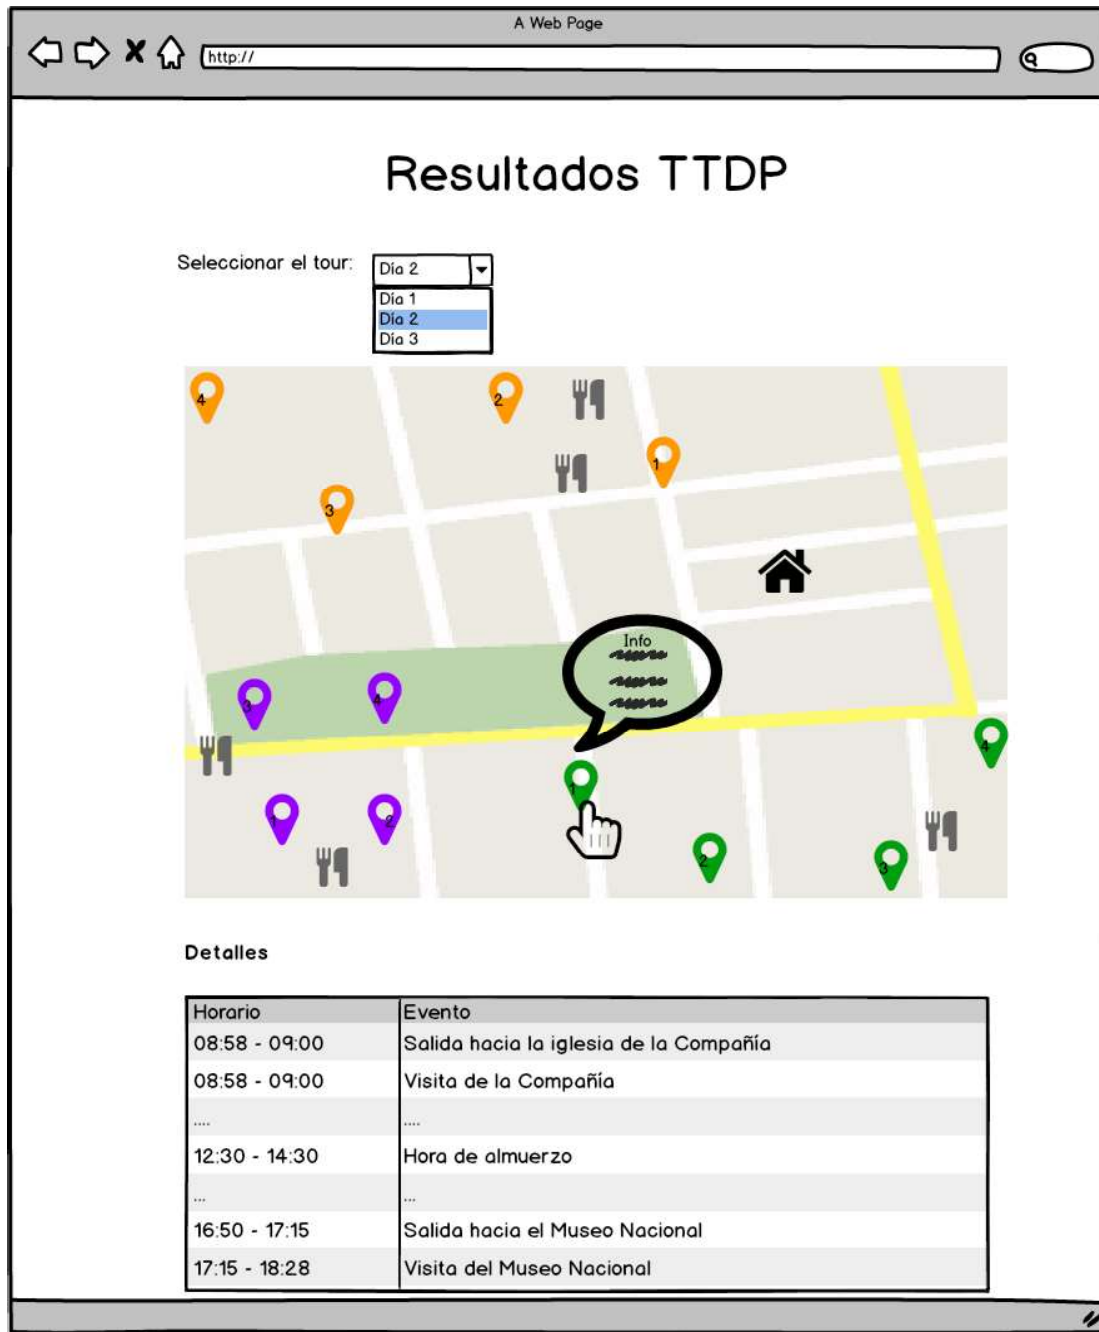 A Web Page
http://
Resultados TTDP
Seleccionar el tour:
Día 2
Día 1
Día 2
Día 3
4
2
1
3
Info
3
4
4
1
2
1
2
3
Detalles
Horario Evento
08:58 - 09:00 Salida hacia la iglesia de la Compañía
08:58 - 09:00 Visita de la Compañía
.... ....
12:30 - 14:30 Hora de almuerzo
... ...
16:50 - 17:15 Salida hacia el Museo Nacional
17:15 - 18:28 Visita del Museo Nacional